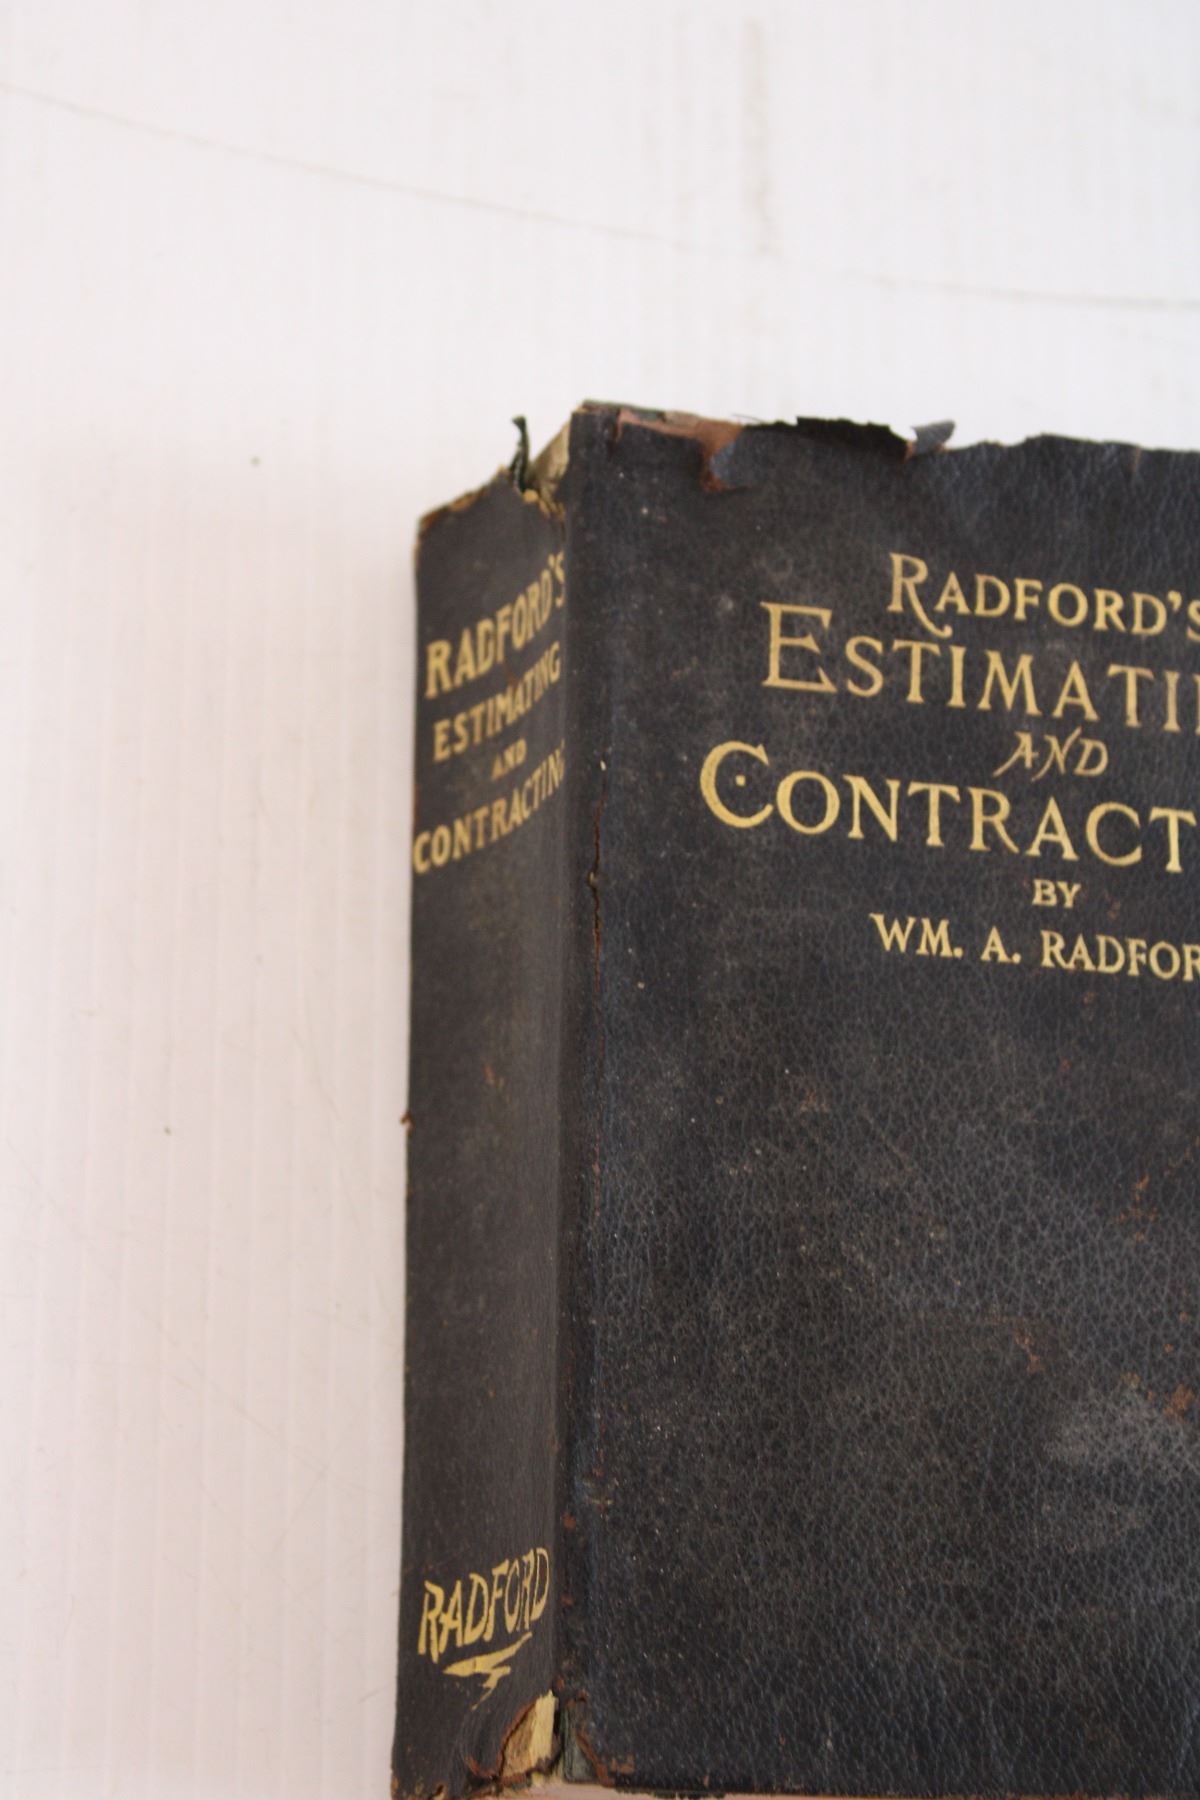 RADFORD'S
ESTIMATING
AND
CONTRACTING
RADFORD
RADFORD'S
ESTIMATI
AND
CONTRACT
BY
WM. A. RADFOR